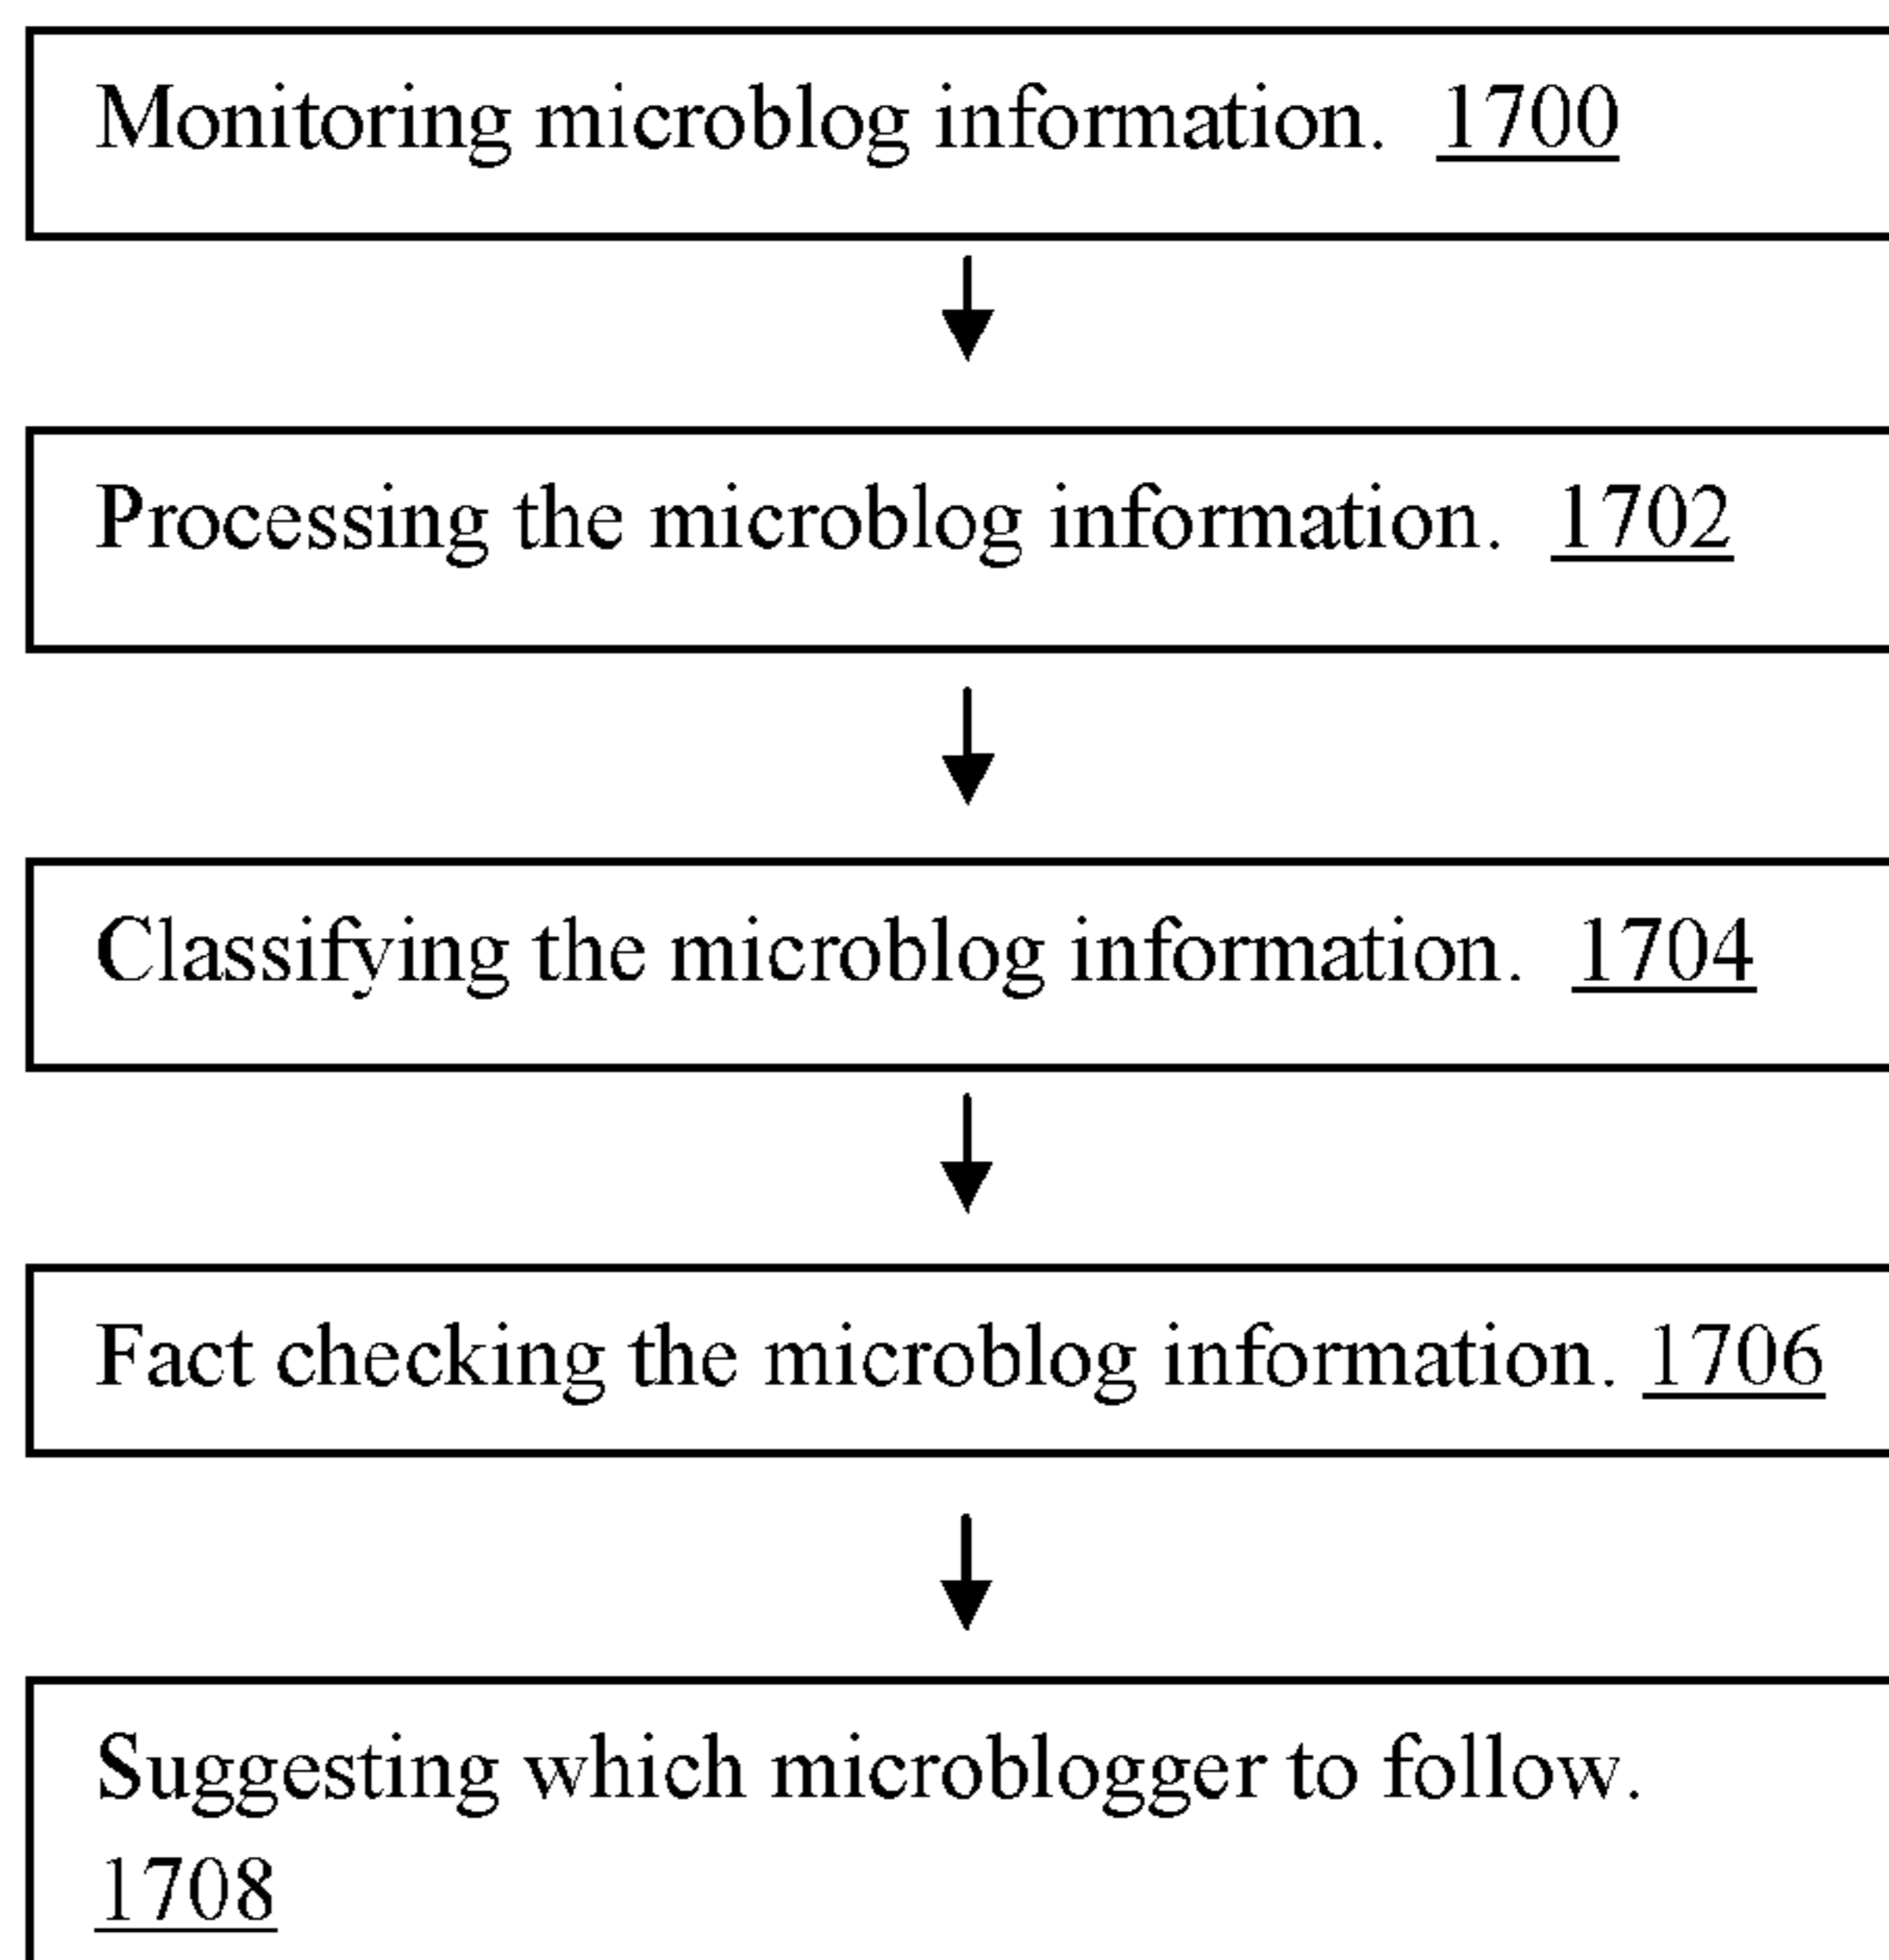 Monitoring microblog information. 1700
Processing the microblog information. 1702
Classifying the microblog information. 1704
Fact checking the microblog information. 1706
Suggesting which microblogger to follow.
1708